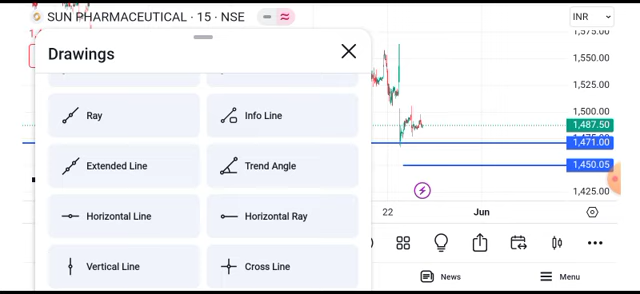 SUN PHARMACEUTICAL · 15 · NSE
INR
Drawings
Ray
Info Line
Extended Line
Trend Angle
Horizontal Line
Horizontal Ray
Vertical Line
Cross Line
1,575.00
1,550.00
1,525.00
1,500.00
1,487.50
1,471.00
1,450.05
1,425.00
22
Jun
News
Menu